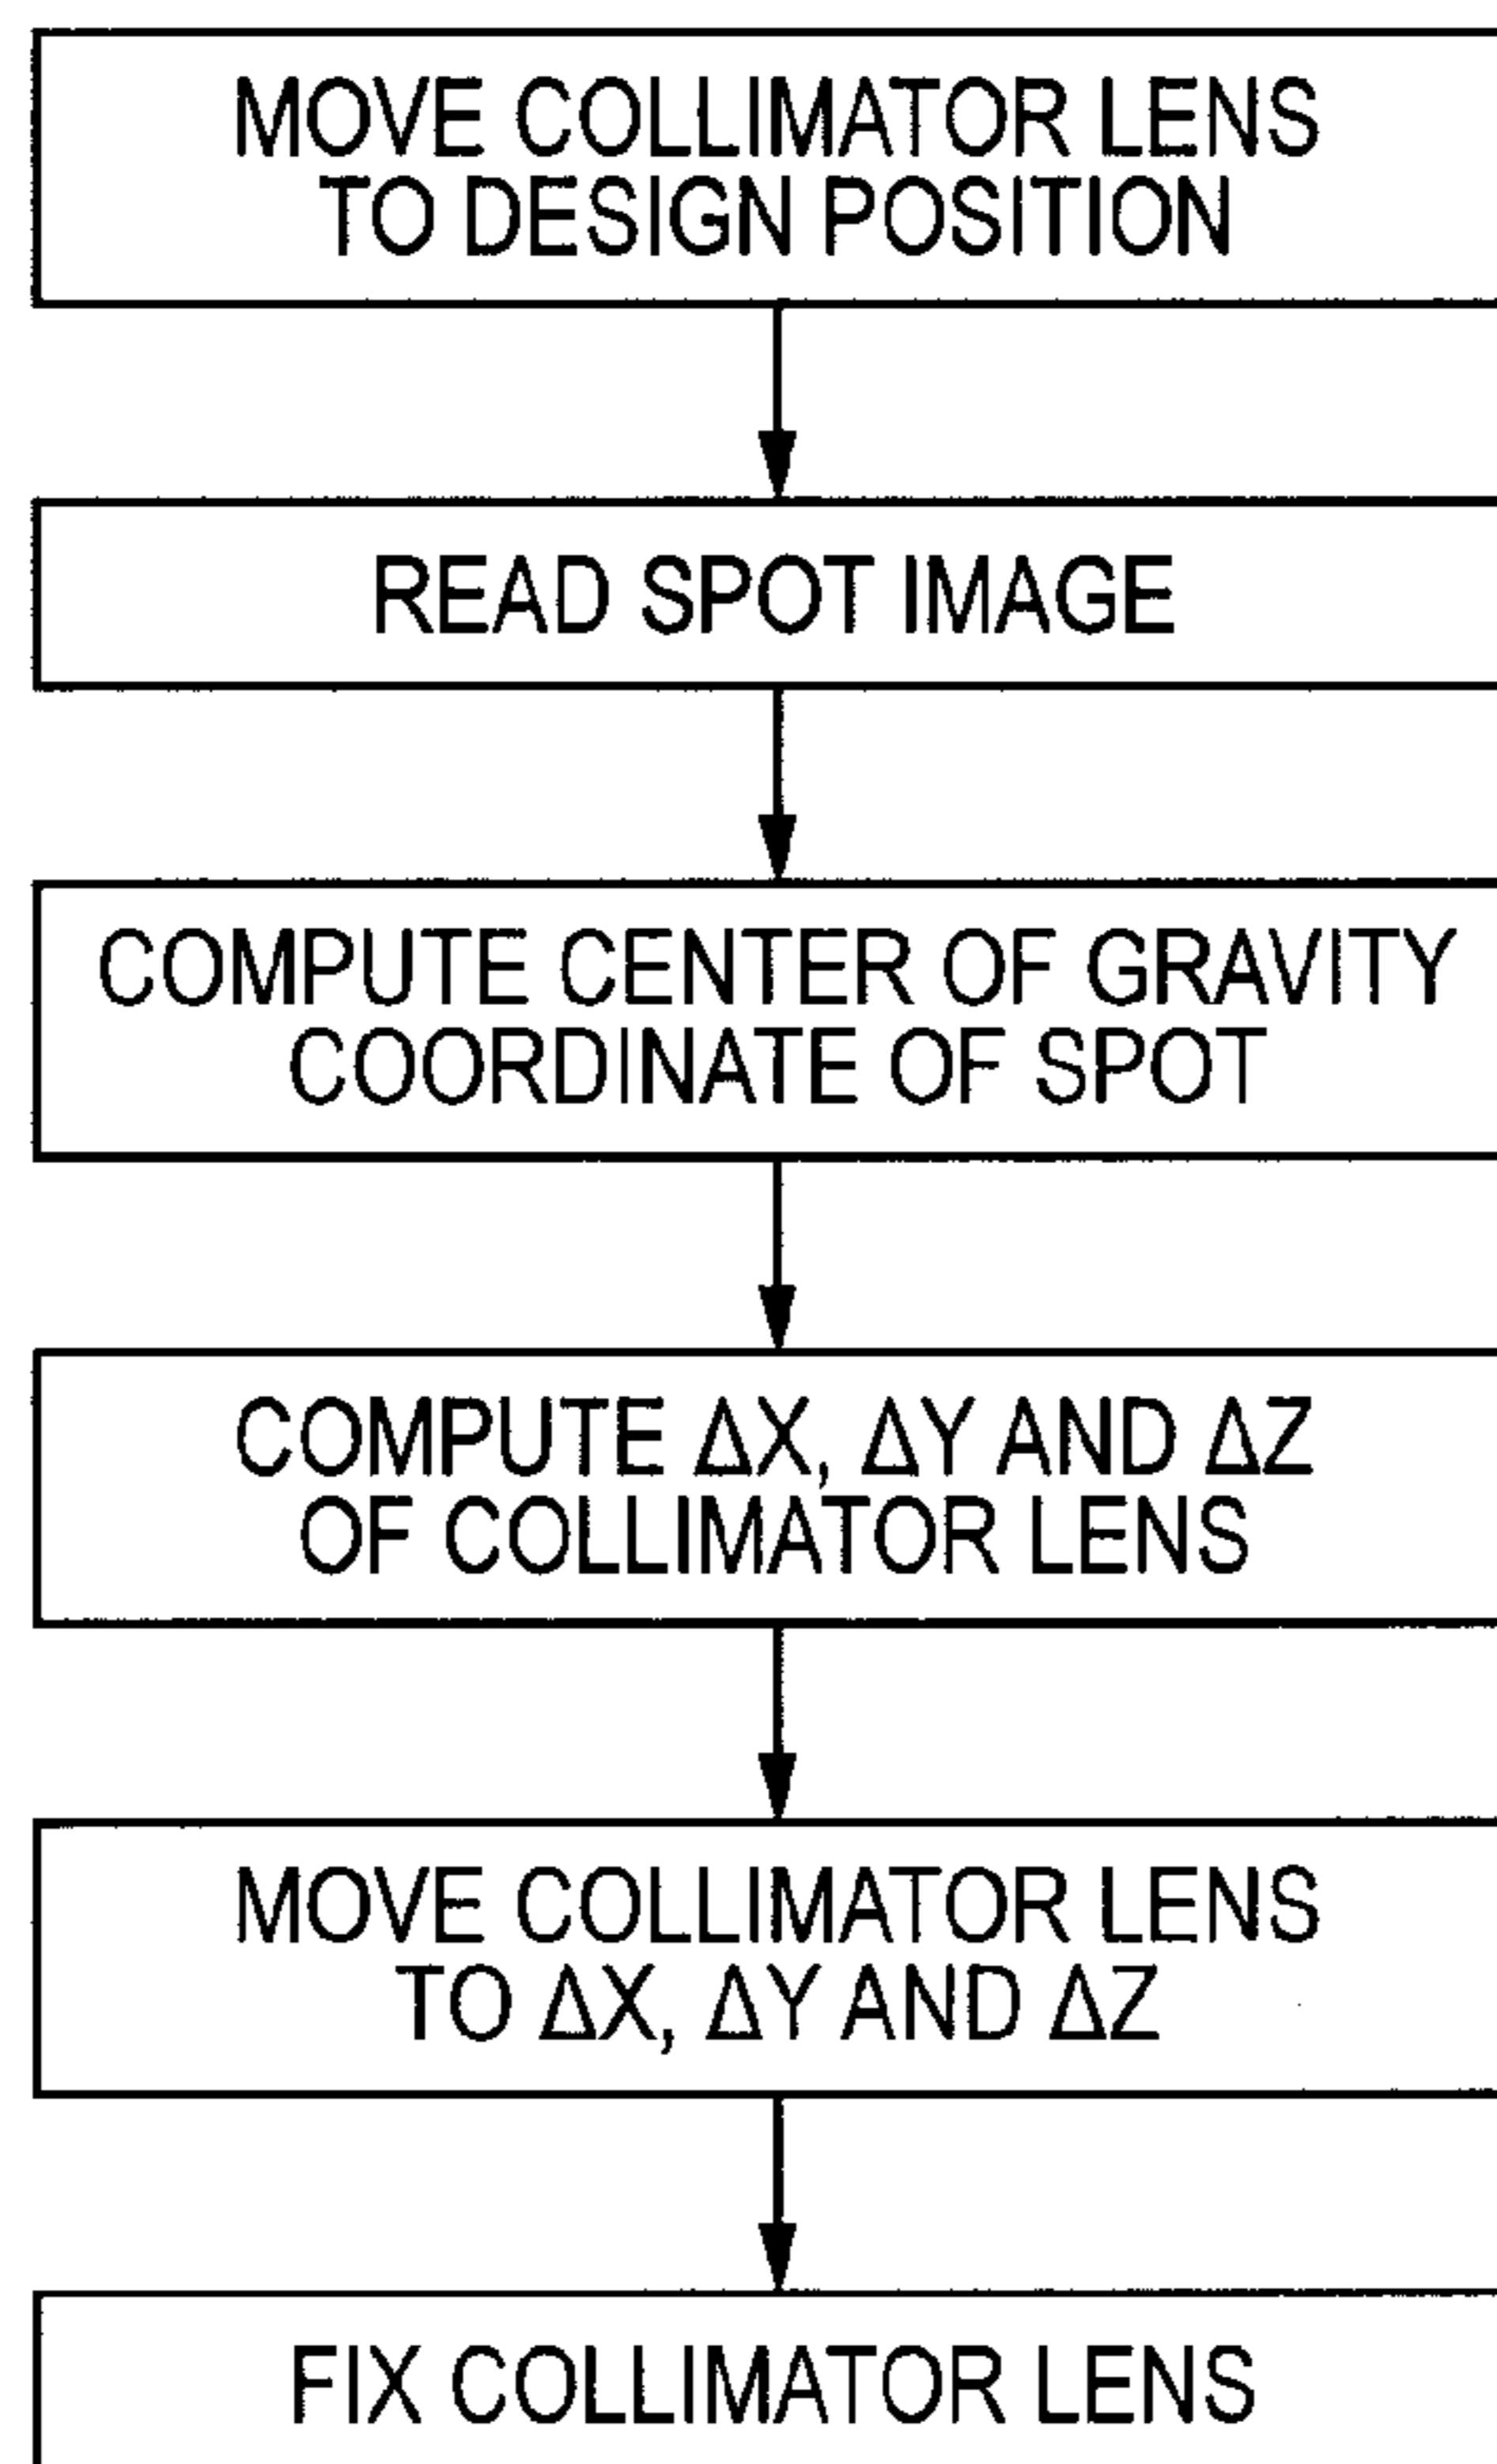 MOVE COLLIMATOR LENS
TO DESIGN POSITION
READ SPOT IMAGE
COMPUTE CENTER OF GRAVITY
COORDINATE OF SPOT
COMPUTE ΔX, ΔY AND ΔZ
OF COLLIMATOR LENS
MOVE COLLIMATOR LENS
TO ΔX, ΔY AND ΔZ
FIX COLLIMATOR LENS